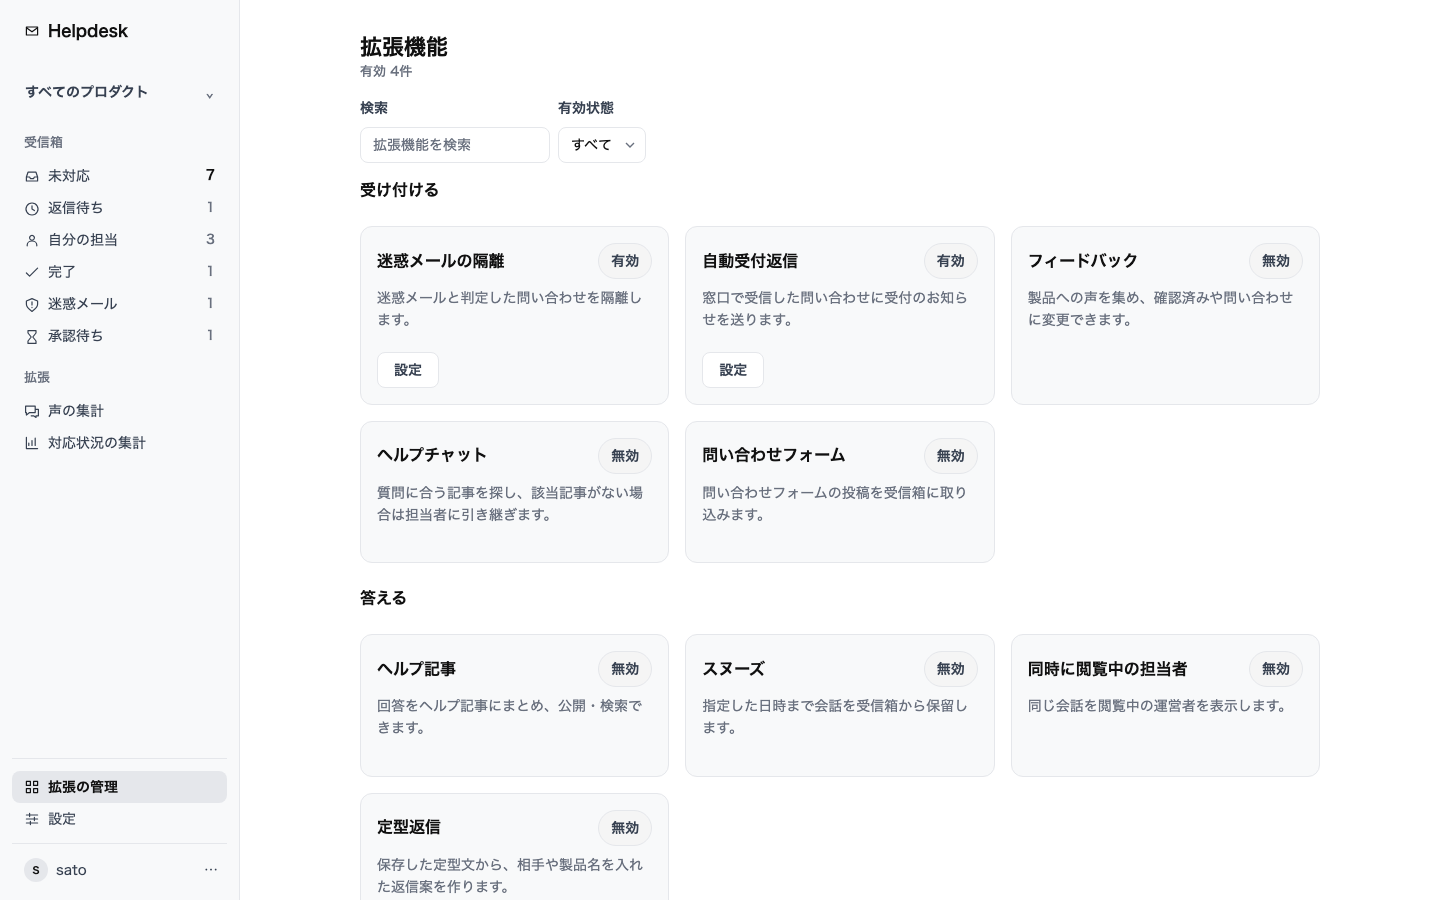 Helpdesk
すべてのプロダクト
受信箱
未対応 7
返信待ち 1
自分の担当 3
完了 1
迷惑メール 1
承認待ち 1
拡張
声の集計
対応状況の集計
拡張の管理
設定
S sato ...
拡張機能
有効 4件
検索 有効状態
拡張機能を検索 すべて
受け付ける
迷惑メールの隔離 有効
迷惑メールと判定した問い合わせを隔離し
ます。
設定
自動受付返信 有効
窓口で受信した問い合わせに受付のお知ら
せを送ります。
設定
フィードバック 無効
製品への声を集め、確認済みや問い合わせ
に変更できます。
ヘルプチャット 無効
質問に合う記事を探し、該当記事がない場
合は担当者に引き継ぎます。
問い合わせフォーム 無効
問い合わせフォームの投稿を受信箱に取り
込みます。
答える
ヘルプ記事 無効
回答をヘルプ記事にまとめ、公開・検索で
きます。
スヌーズ 無効
指定した日時まで会話を受信箱から保留し
ます。
同時に閲覧中の担当者 無効
同じ会話を閲覧中の運営者を表示します。
定型返信 無効
保存した定型文から、相手や製品名を入れ
た返信案を作ります。